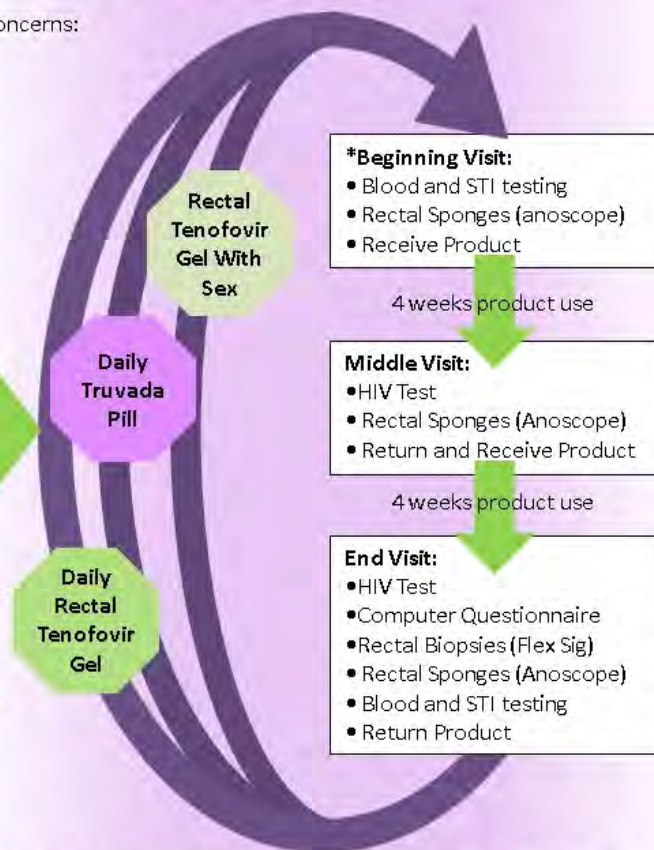 oncerns:
Rectal
Tenofovir
Gel With
Sex
Daily
Truvada
Pill
Daily
Rectal
Tenofovir
Gel
*Beginning Visit:
• Blood and STI testing
• Rectal Sponges (anoscope)
• Receive Product
4 weeks product use
Middle Visit:
•HIV Test
• Rectal Sponges (Anoscope)
• Return and Receive Product
4 weeks product use
End Visit:
•HIV Test
•Computer Questionnaire
•Rectal Biopsies (Flex Sig)
• Rectal Sponges (Anoscope)
• Blood and STI testing
• Return Product